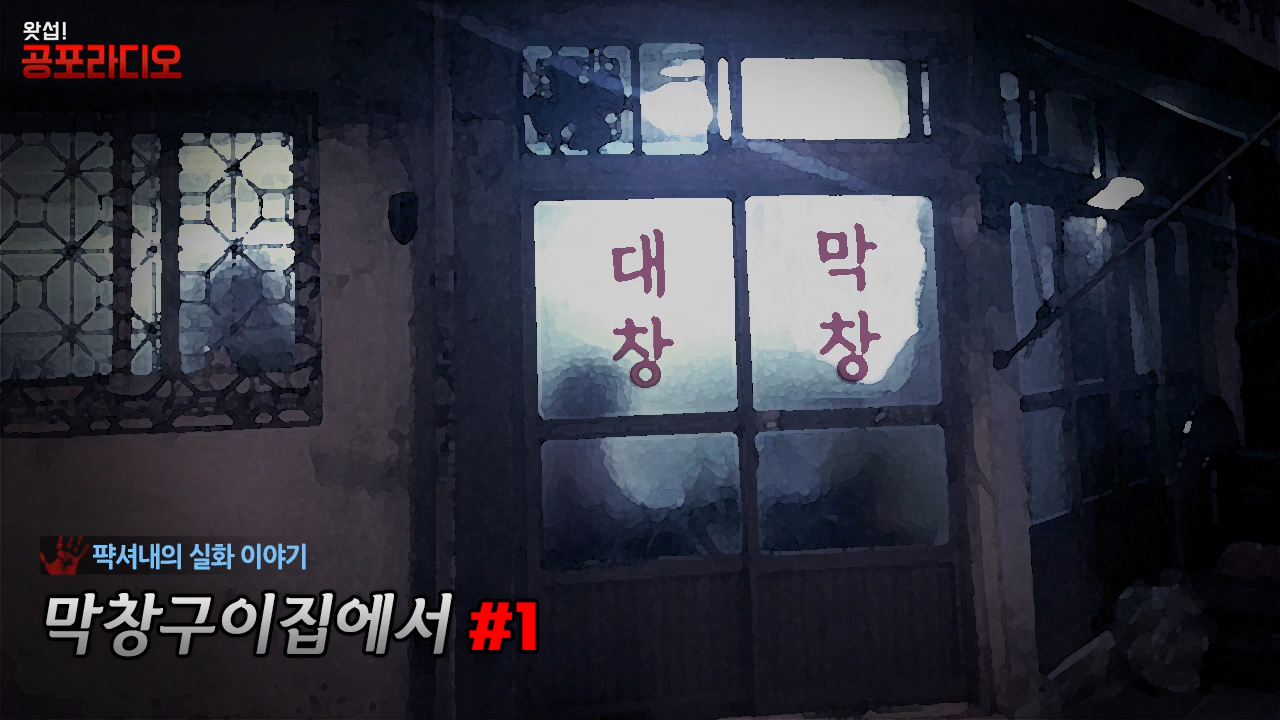 왓섭!
공포라디오
대창
막창
퍅셔내의 실화 이야기
막창구이집에서 #1